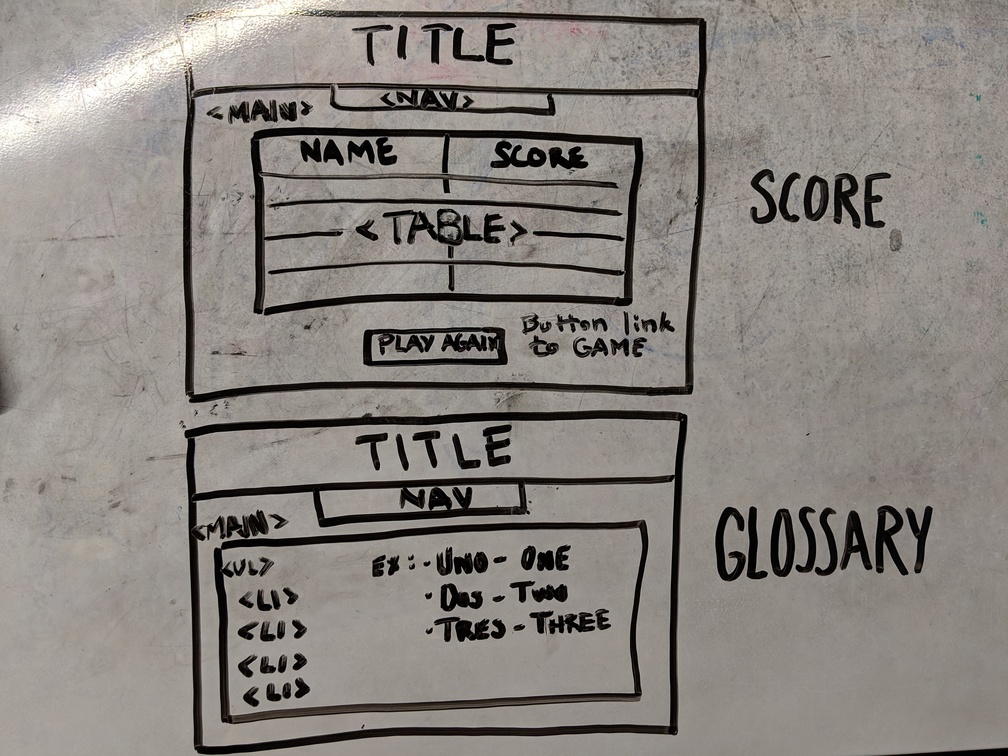 TITLE
<MAIN> <NAV>
NAME SCORE
<TABLE>
PLAY AGAIN
Button link
to GAME
SCORE
TITLE
NAV
<MAIN>
<UL>
<LI>
<LI>
<LI>
<LI>
EX: · UNO - ONE
· DOS - TWO
· TRES - THREE
GLOSSARY